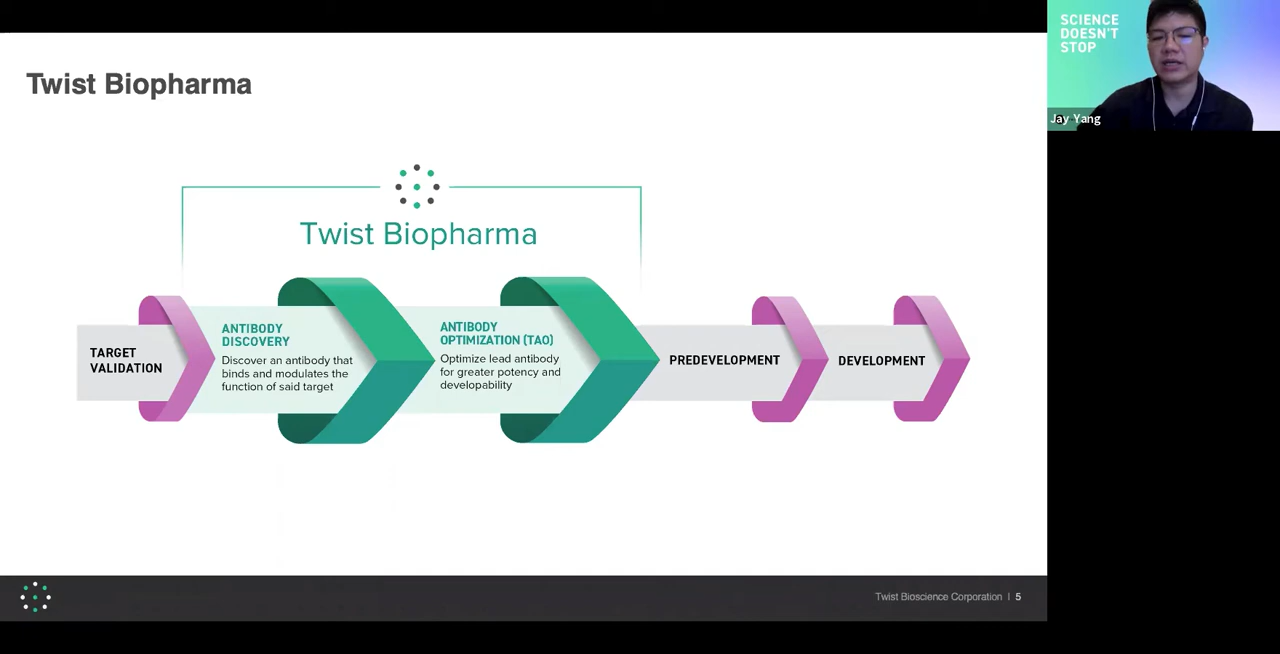 Twist Biopharma
SCIENCE
DOESN'T
STOP
Jay Yang
Twist Biopharma
TARGET
VALIDATION
ANTIBODY
DISCOVERY
Discover an antibody that
binds and modulates the
function of said target
ANTIBODY
OPTIMIZATION (TAO)
Optimize lead antibody
for greater potency and
developability
PREDEVELOPMENT
DEVELOPMENT
Twist Bioscience Corporation | 5